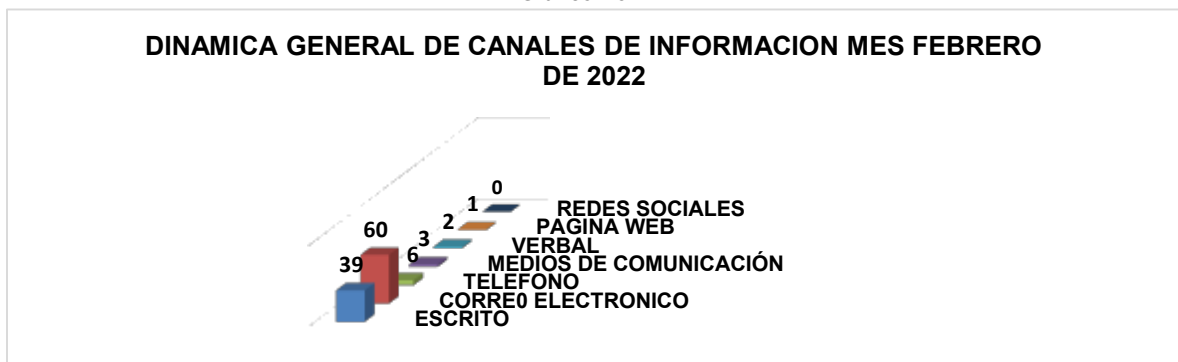 DINAMICA GENERAL DE CANALES DE INFORMACION MES FEBRERO
DE 2022
0
1
2
3
6
60
39
REDES SOCIALES
PAGINA WEB
VERBAL
MEDIOS DE COMUNICACIÓN
TELEFONO
CORRE0 ELECTRONICO
ESCRITO